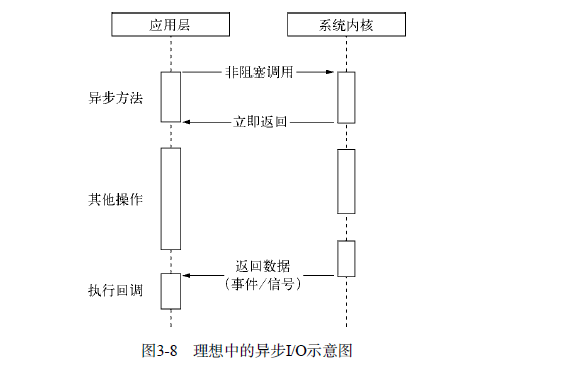 应用层
系统内核
非阻塞调用
异步方法
立即返回
其他操作
返回数据
（事件/信号）
执行回调
图3-8 理想中的异步I/O示意图